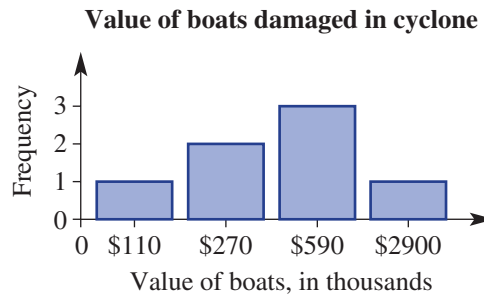 Value of boats damaged in cyclone
Frequency
3
2
1
0
0 $110 $270 $590 $2900
Value of boats, in thousands